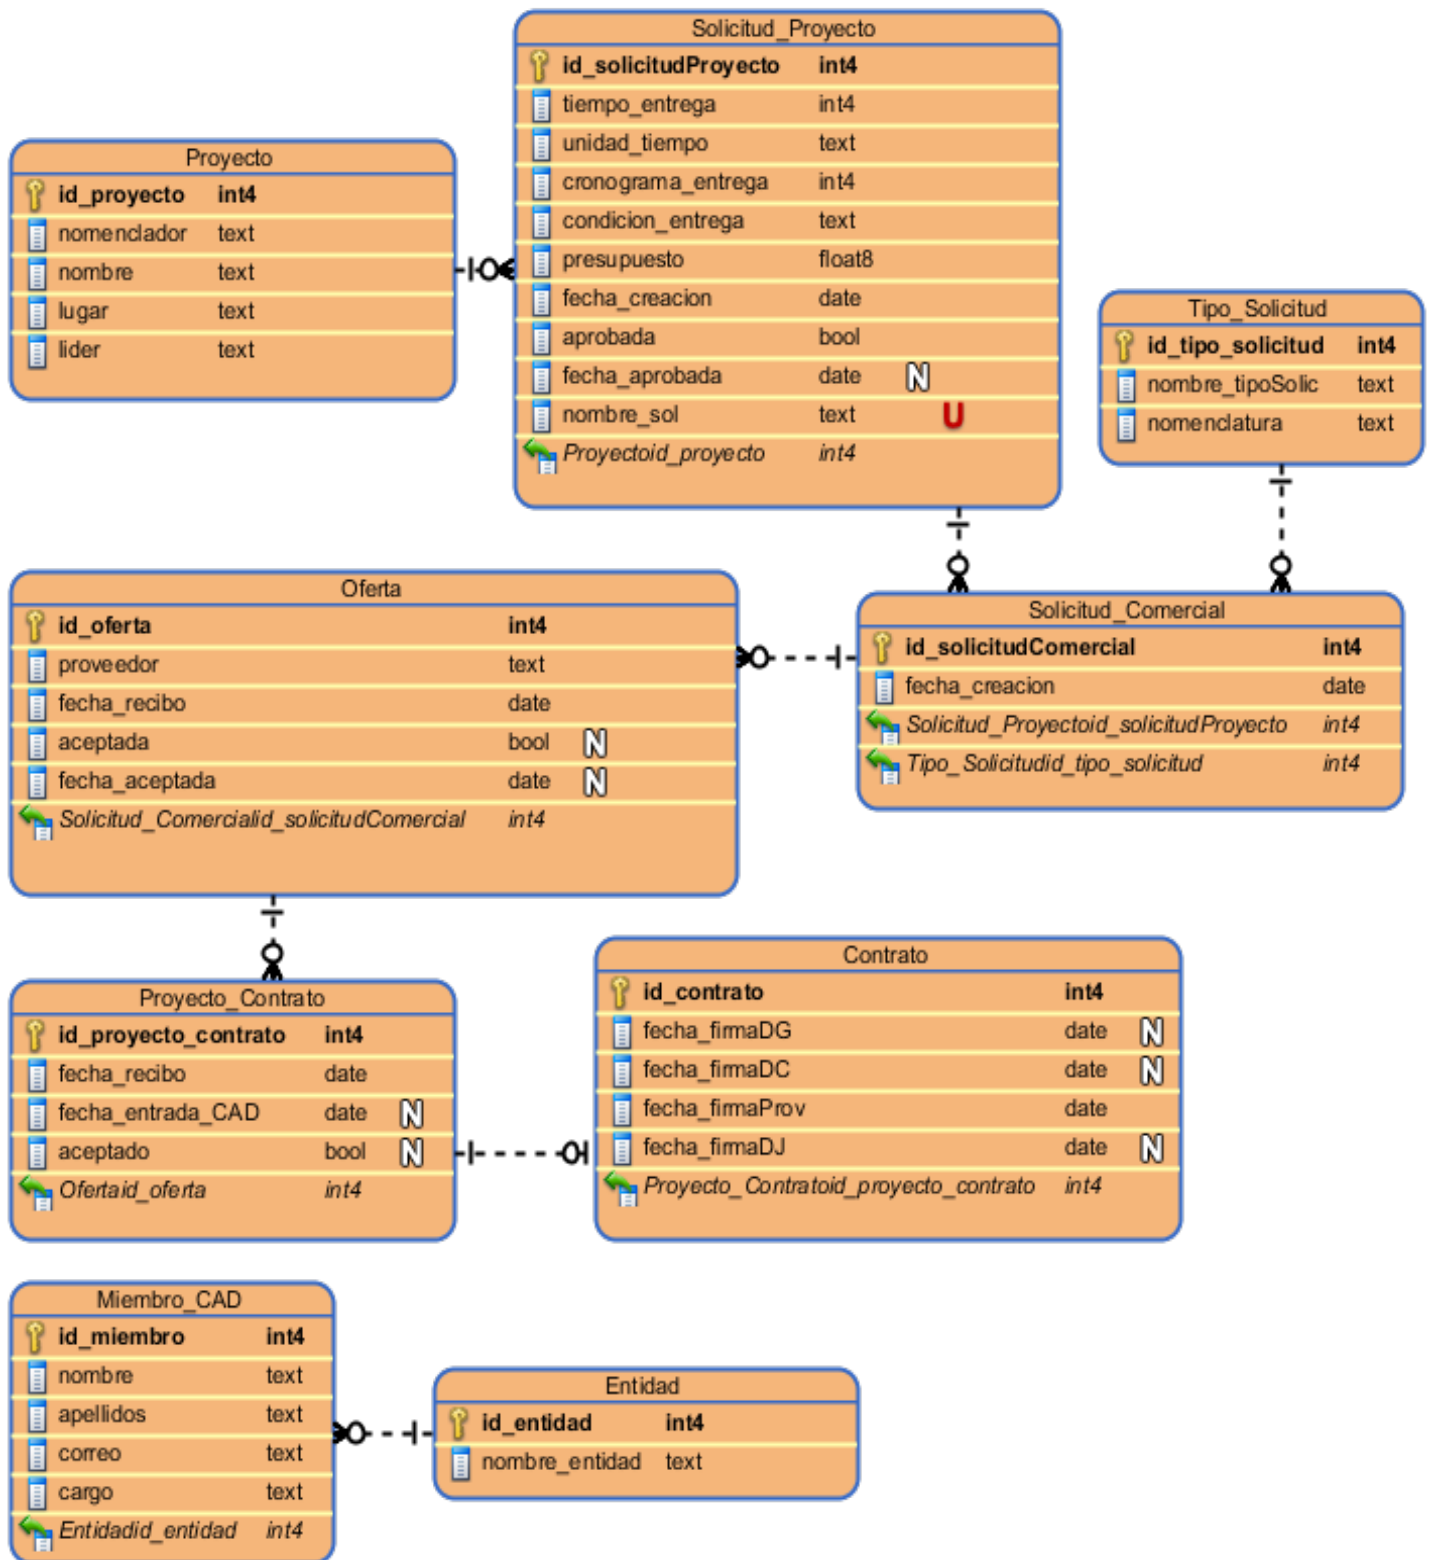 Solicitud_Proyecto
id_solicitudProyecto int4
tiempo_entrega int4
unidad_tiempo text
cronograma_entrega int4
condicion_entrega text
presupuesto float8
fecha_creacion date
aprobada bool
fecha_aprobada date N
nombre_sol text U
Proyectoid_proyecto int4
Proyecto
id_proyecto int4
nomenclador text
nombre text
lugar text
lider text
Tipo_Solicitud
id_tipo_solicitud int4
nombre_tipoSolic text
nomenclatura text
Oferta
id_oferta int4
proveedor text
fecha_recibo date
aceptada bool N
fecha_aceptada date N
Solicitud_Comercialid_solicitudComercial int4
Solicitud_Comercial
id_solicitudComercial int4
fecha_creacion date
Solicitud_Proyectoid_solicitudProyecto int4
Tipo_Solicitudid_tipo_solicitud int4
Proyecto_Contrato
id_proyecto_contrato int4
fecha_recibo date
fecha_entrada_CAD date N
aceptado bool N
Ofertaid_oferta int4
Contrato
id_contrato int4
fecha_firmaDG date N
fecha_firmaDC date N
fecha_firmaProv date
fecha_firmaDJ date N
Proyecto_Contratoid_proyecto_contrato int4
Miembro_CAD
id_miembro int4
nombre text
apellidos text
correo text
cargo text
Entidadid_entidad int4
Entidad
id_entidad int4
nombre_entidad text